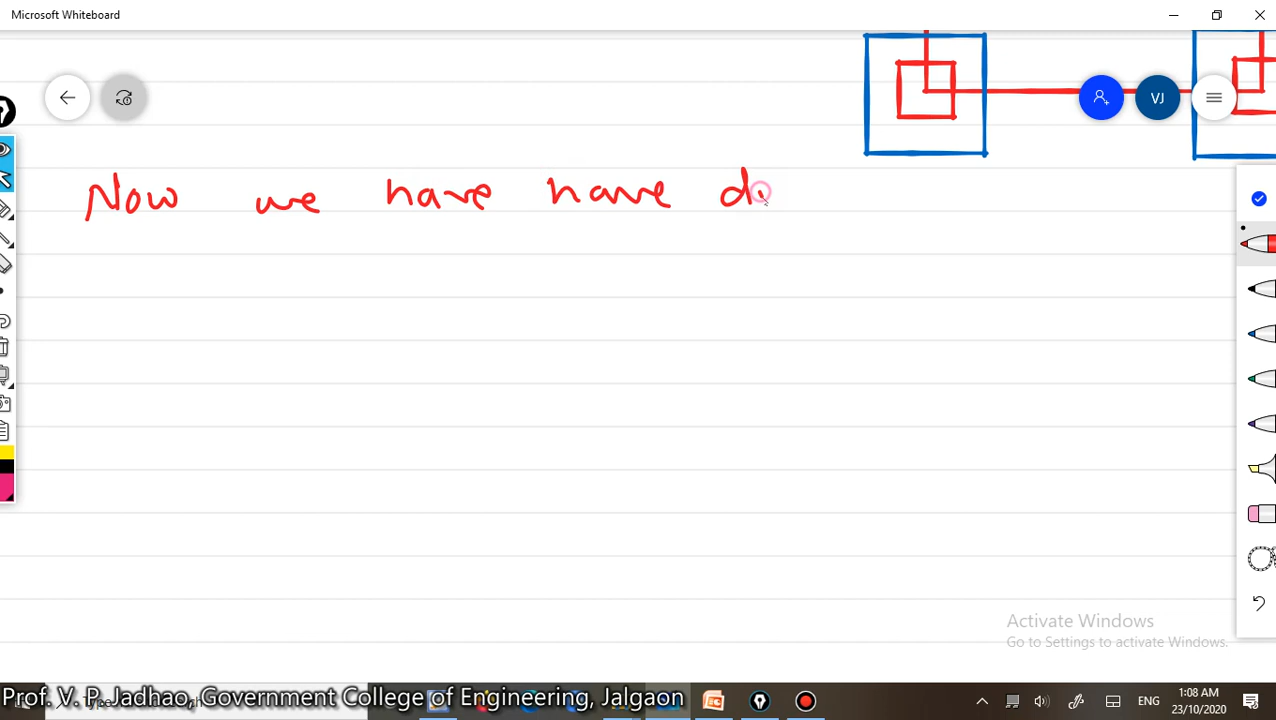 Microsoft Whiteboard
VJ
Now we have have
Activate Windows
Go to Settings to activate Windows.
Prof. V. P. Jadhao, Government College of Engineering, Jalgaon
ENG
1:08 AM
23/10/2020